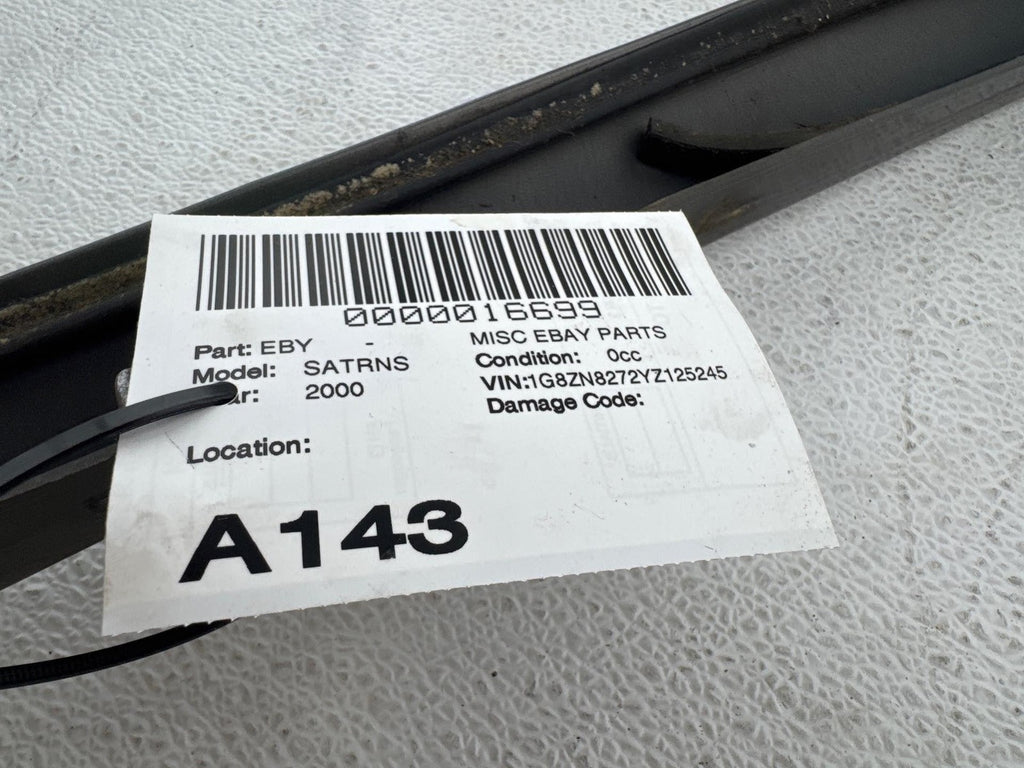 0000016699
Part: EBY - MISC EBAY PARTS
Model: SATRNS Condition: 0cc
ar: 2000 VIN:1G8ZN8272YZ125245
Damage Code:
Location:
A143